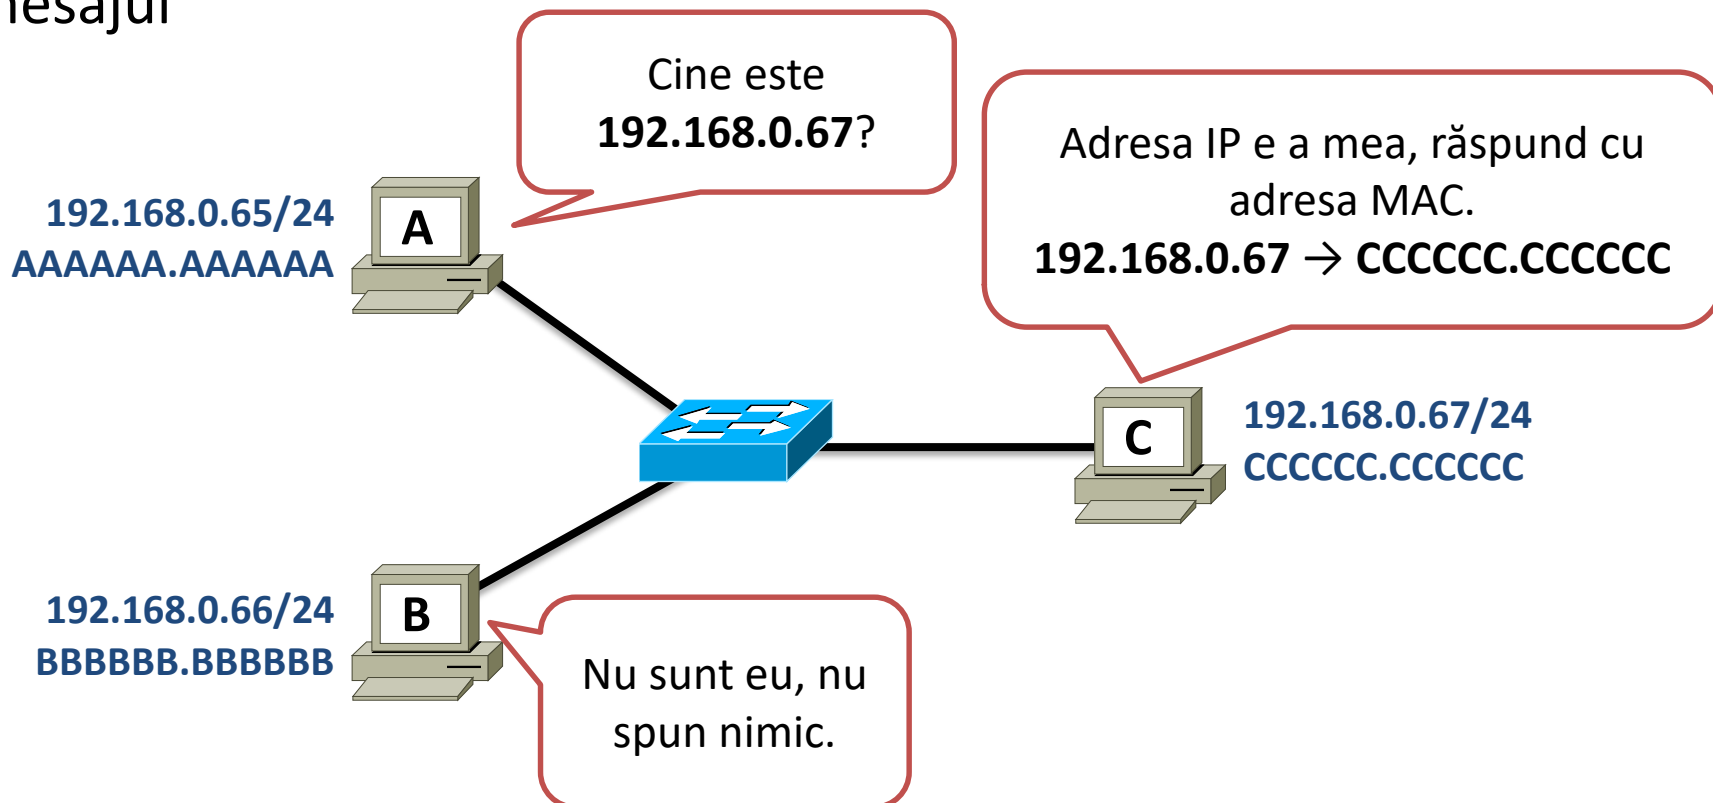 Cine este
192.168.0.67?
Adresa IP e a mea, răspund cu
adresa MAC.
192.168.0.67 → CCCCCC.CCCCCC
192.168.0.65/24
AAAAAA.AAAAAA
A
192.168.0.67/24
CCCCCC.CCCCCC
C
192.168.0.66/24
BBBBBB.BBBBBB
B
Nu sunt eu, nu
spun nimic.